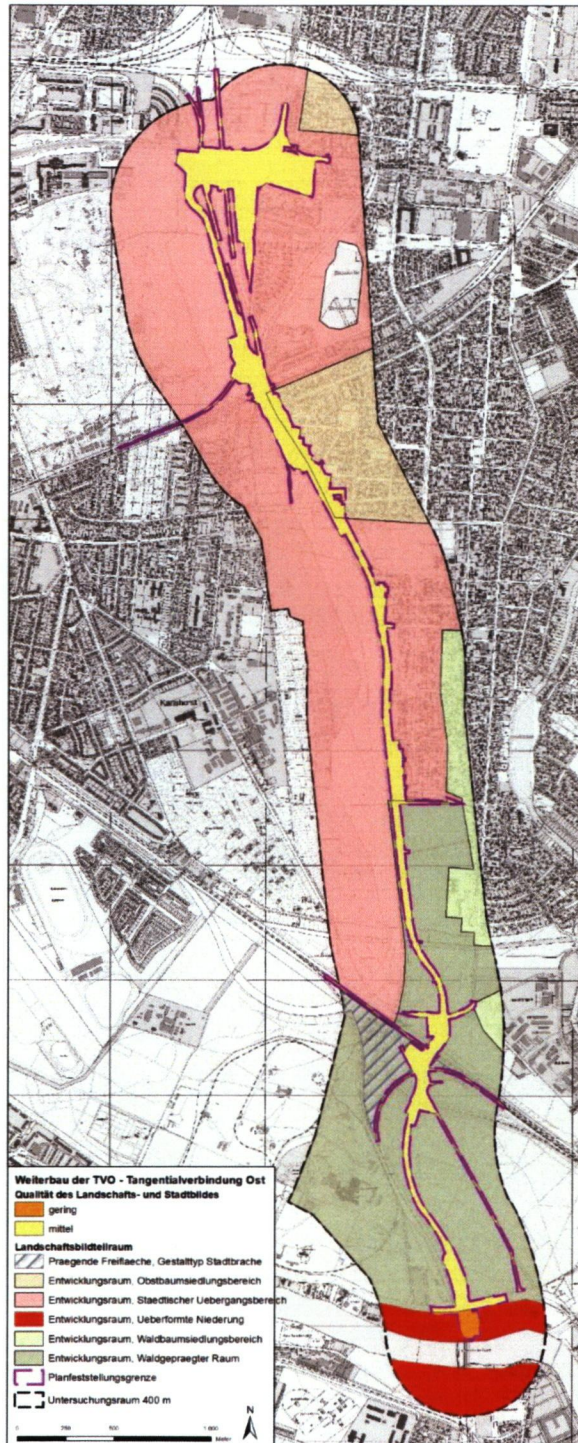 Karlshorst
Weiterbau der TVO - Tangentialverbindung Ost
Qualität des Landschafts- und Stadtbildes
gering
mittel
Landschaftsbildteilraum
Praegende Freiflaeche, Gestalttyp Stadtbrache
Entwicklungsraum, Obstbaumsiedlungsbereich
Entwicklungsraum, Staedtischer Uebergangsbereich
Entwicklungsraum, Ueberformte Niederung
Entwicklungsraum, Waldbaumsiedlungsbereich
Entwicklungsraum, Waldgepraegter Raum
Planfeststellungsgrenze
Untersuchungsraum 400 m
0 250 500 1.000
Meter
N